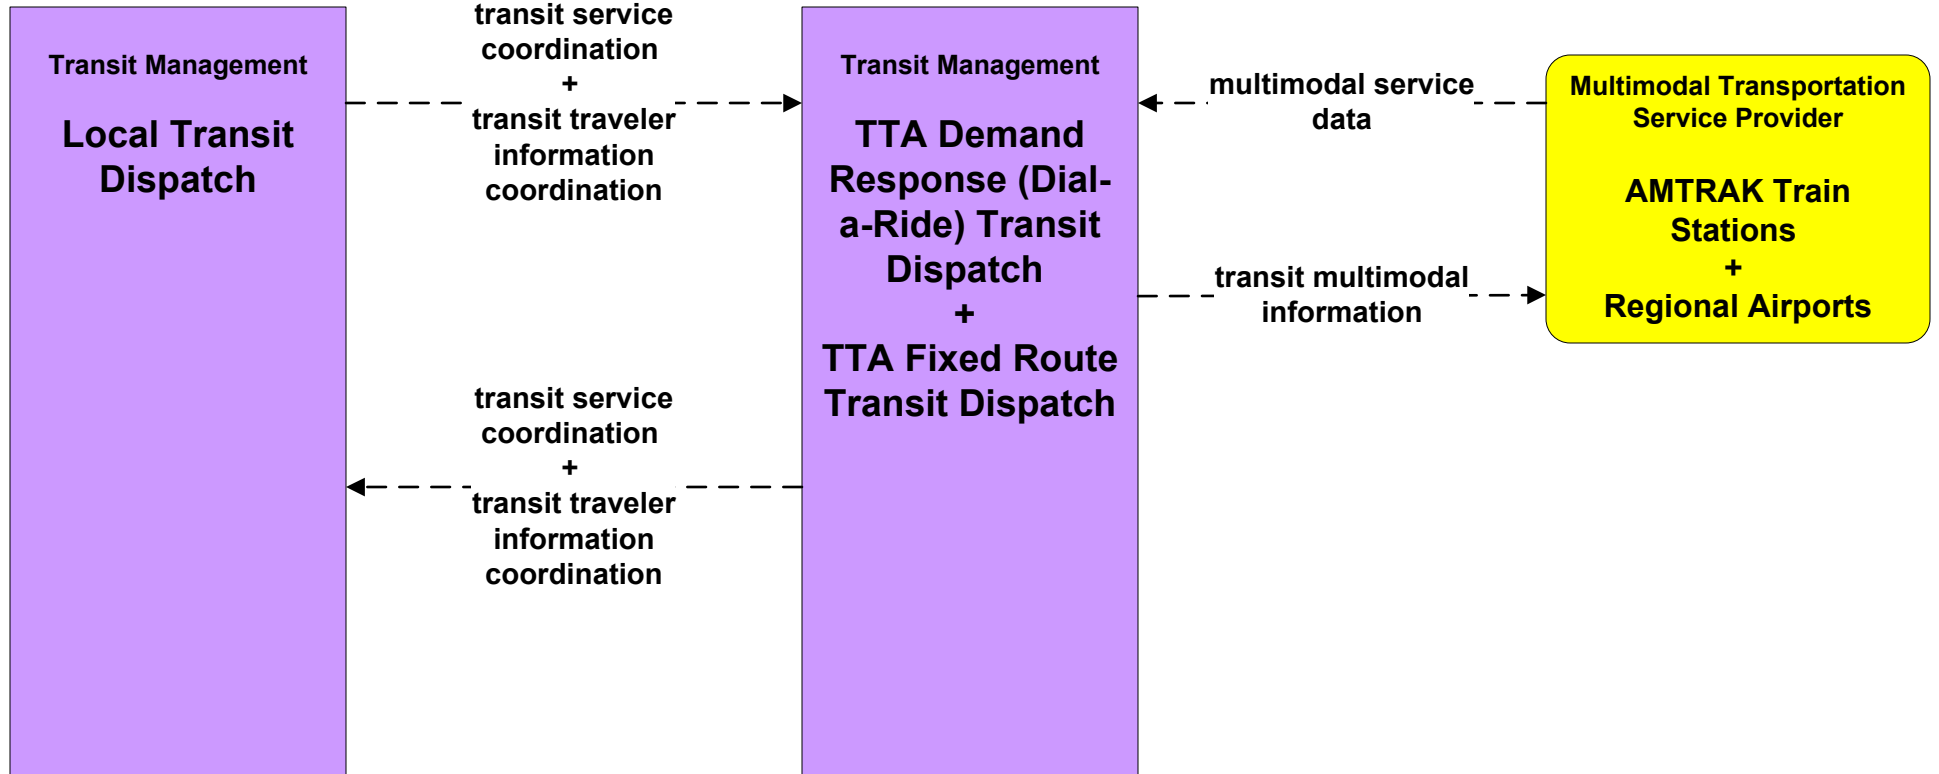 Transit Management
Local Transit
Dispatch
transit service
coordination
+
transit traveler
information
coordination
transit service
coordination
+
transit traveler
information
coordination
Transit Management
TTA Demand
Response (Dial-
a-Ride) Transit
Dispatch
+
TTA Fixed Route
Transit Dispatch
multimodal service
data
transit multimodal
information
Multimodal Transportation
Service Provider
AMTRAK Train
Stations
+
Regional Airports